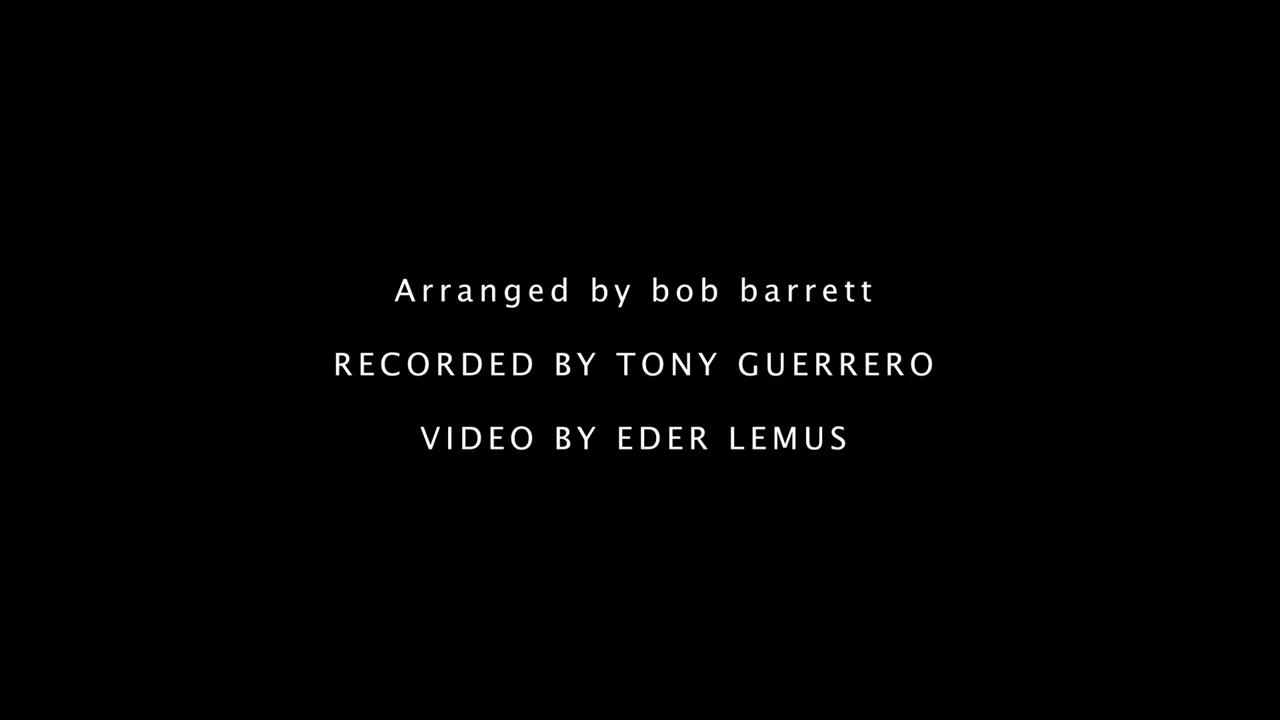 Arranged by bob barrett
RECORDED BY TONY GUERRERO
VIDEO BY EDER LEMUS